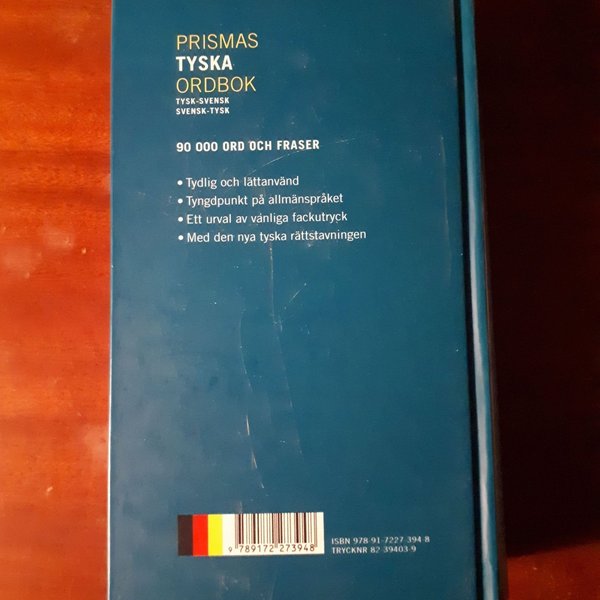 PRISMAS
TYSKA
ORDBOK
TYSK-SVENSK
SVENSK-TYSK
90 000 ORD OCH FRASER
• Tydlig och lättanvänd
• Tyngdpunkt på allmänspråket
• Ett urval av vanliga fackutryck
• Med den nya tyska rättstavningen
9 789172 273948
ISBN 978 91-7227 394-8
TRYCKNR 82-39403-9